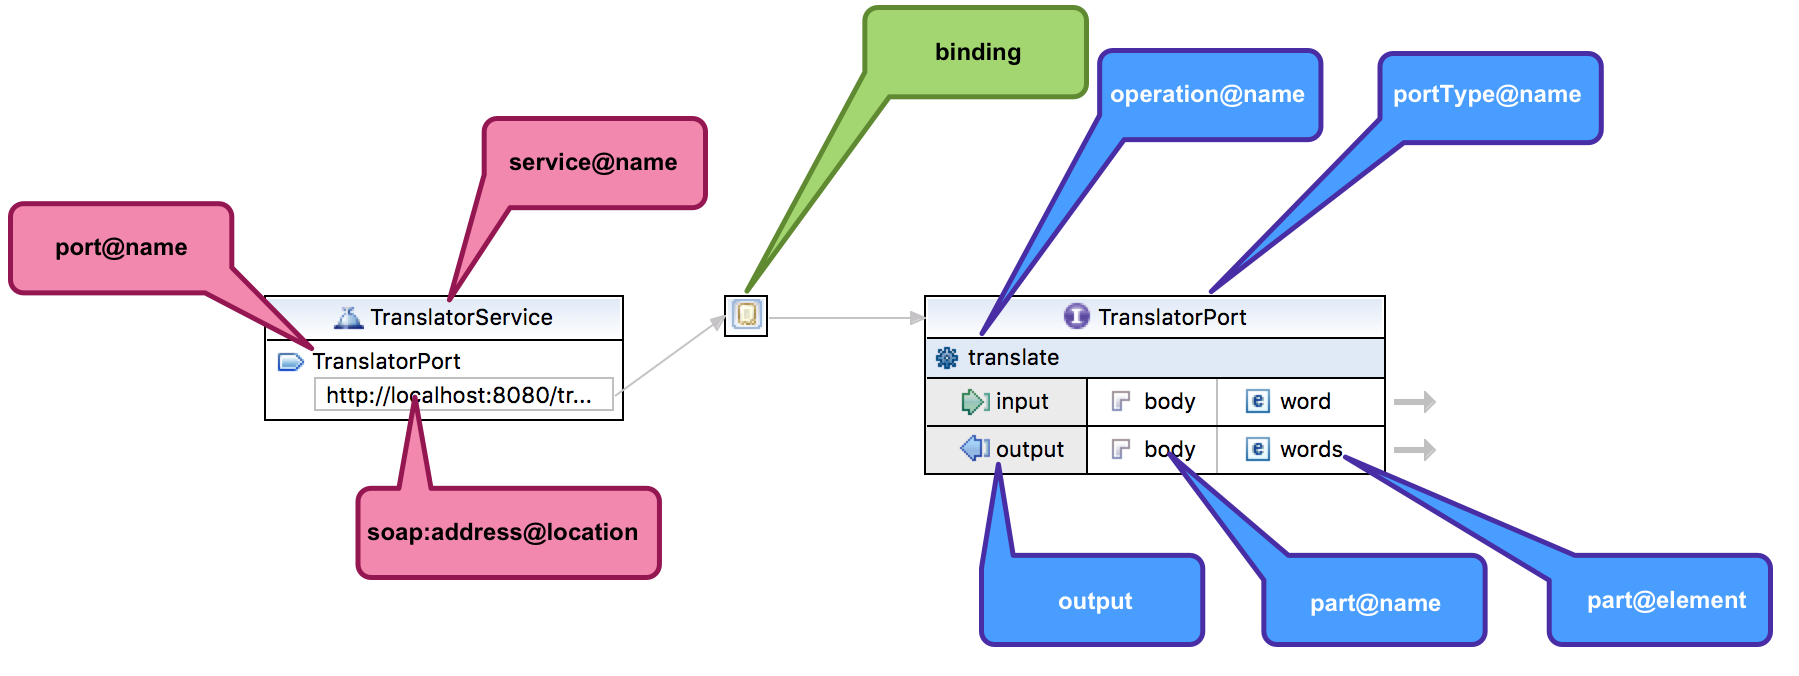 binding
operation@name
portType@name
service@name
port@name
TranslatorService
TranslatorPort
http://localhost:8080/tr...
I TranslatorPort
translate
input body e word
output body e words
soap:address@location
output
part@name
part@element